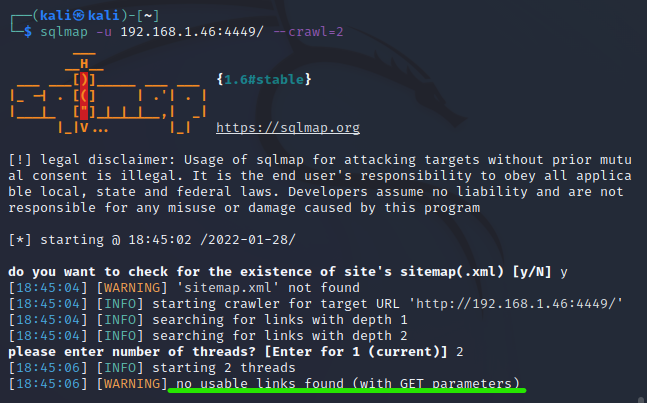 ┌──(kali㉿kali)-[~]
└─$ sqlmap -u 192.168.1.46:4449/ --crawl=2
        ___
       __H__
 ___ ___[)]_____ ___ ___  {1.6#stable}
|_ -| . [(]     | .'| . |
|___|_  ["]_|_|_|__,|  _|
      |_|V...       |_|   https://sqlmap.org
[!] legal disclaimer: Usage of sqlmap for attacking targets without prior mutu
al consent is illegal. It is the end user's responsibility to obey all applica
ble local, state and federal laws. Developers assume no liability and are not
responsible for any misuse or damage caused by this program
[*] starting @ 18:45:02 /2022-01-28/
do you want to check for the existence of site's sitemap(.xml) [y/N] y
[18:45:04] [WARNING] 'sitemap.xml' not found
[18:45:04] [INFO] starting crawler for target URL 'http://192.168.1.46:4449/'
[18:45:04] [INFO] searching for links with depth 1
[18:45:04] [INFO] searching for links with depth 2
please enter number of threads? [Enter for 1 (current)] 2
[18:45:06] [INFO] starting 2 threads
[18:45:06] [WARNING] no usable links found (with GET parameters)